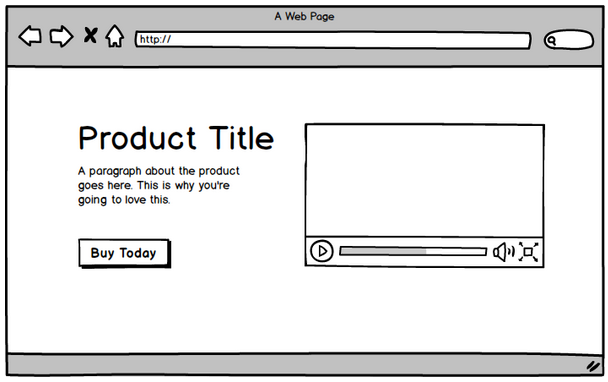 A Web Page
http://
Product Title
A paragraph about the product
goes here. This is why you're
going to love this.
Buy Today